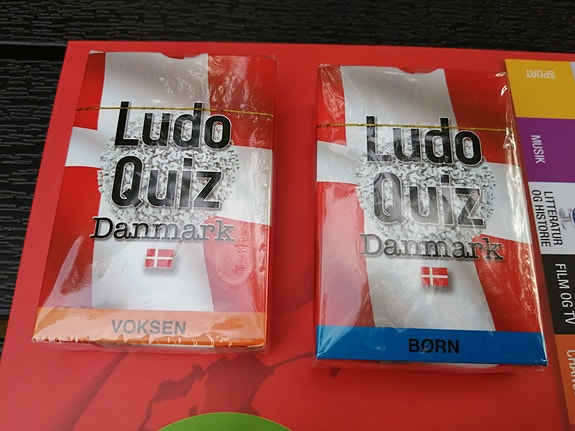 Ludo
Quiz
Danmark
VOKSEN
Ludo
Quiz
Danmark
BØRN
SPORT
MUSIK
LITTERATUR
OG HISTORIE
FILM OG TV